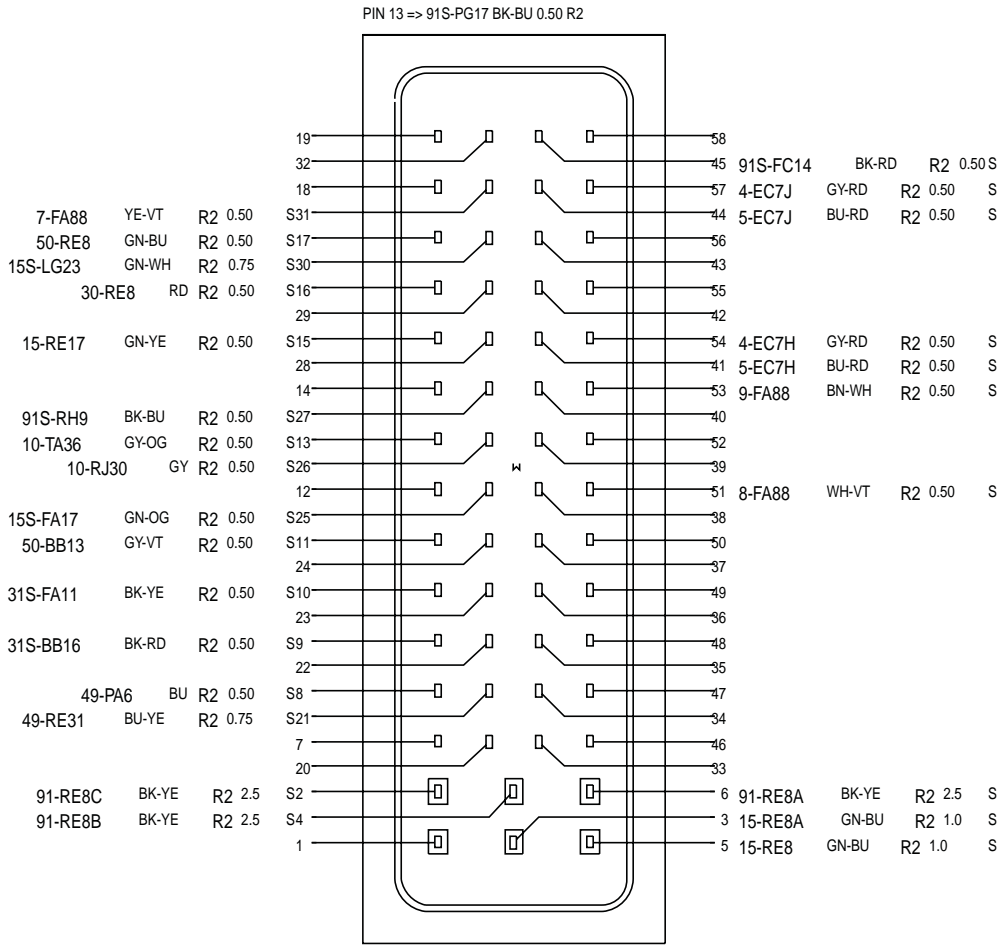 PIN 13 => 91S-PG17 BK-BU 0.50 R2
19 58
32 45 91S-FC14 BK-RD R2 0.50 S
18 57 4-EC7J GY-RD R2 0.50 S
7-FA88 YE-VT R2 0.50 S31 44 5-EC7J BU-RD R2 0.50 S
50-RE8 GN-BU R2 0.50 S17 56
15S-LG23 GN-WH R2 0.75 S30 43
30-RE8 RD R2 0.50 S16 55
29 42
15-RE17 GN-YE R2 0.50 S15 54 4-EC7H GY-RD R2 0.50 S
28 41 5-EC7H BU-RD R2 0.50 S
14 53 9-FA88 BN-WH R2 0.50 S
91S-RH9 BK-BU R2 0.50 S27 40
10-TA36 GY-OG R2 0.50 S13 52
10-RJ30 GY R2 0.50 S26 39
12 51 8-FA88 WH-VT R2 0.50 S
15S-FA17 GN-OG R2 0.50 S25 38
50-BB13 GY-VT R2 0.50 S11 50
24 37
31S-FA11 BK-YE R2 0.50 S10 49
23 36
31S-BB16 BK-RD R2 0.50 S9 48
22 35
49-PA6 BU R2 0.50 S8 47
49-RE31 BU-YE R2 0.75 S21 34
7 46
20 33
91-RE8C BK-YE R2 2.5 S2 6 91-RE8A BK-YE R2 2.5 S
91-RE8B BK-YE R2 2.5 S4 3 15-RE8A GN-BU R2 1.0 S
1 5 15-RE8 GN-BU R2 1.0 S